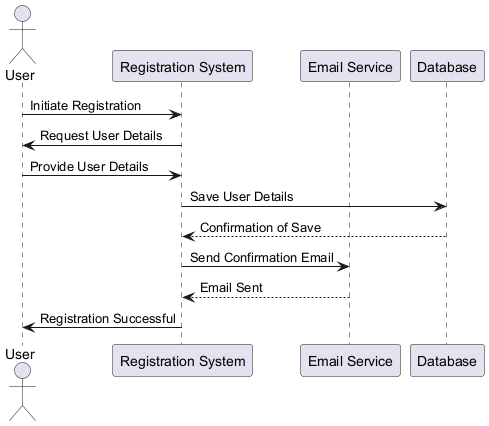 User
Registration System
Email Service
Database
Initiate Registration
Request User Details
Provide User Details
Save User Details
Confirmation of Save
Send Confirmation Email
Email Sent
Registration Successful
User
Registration System
Email Service
Database